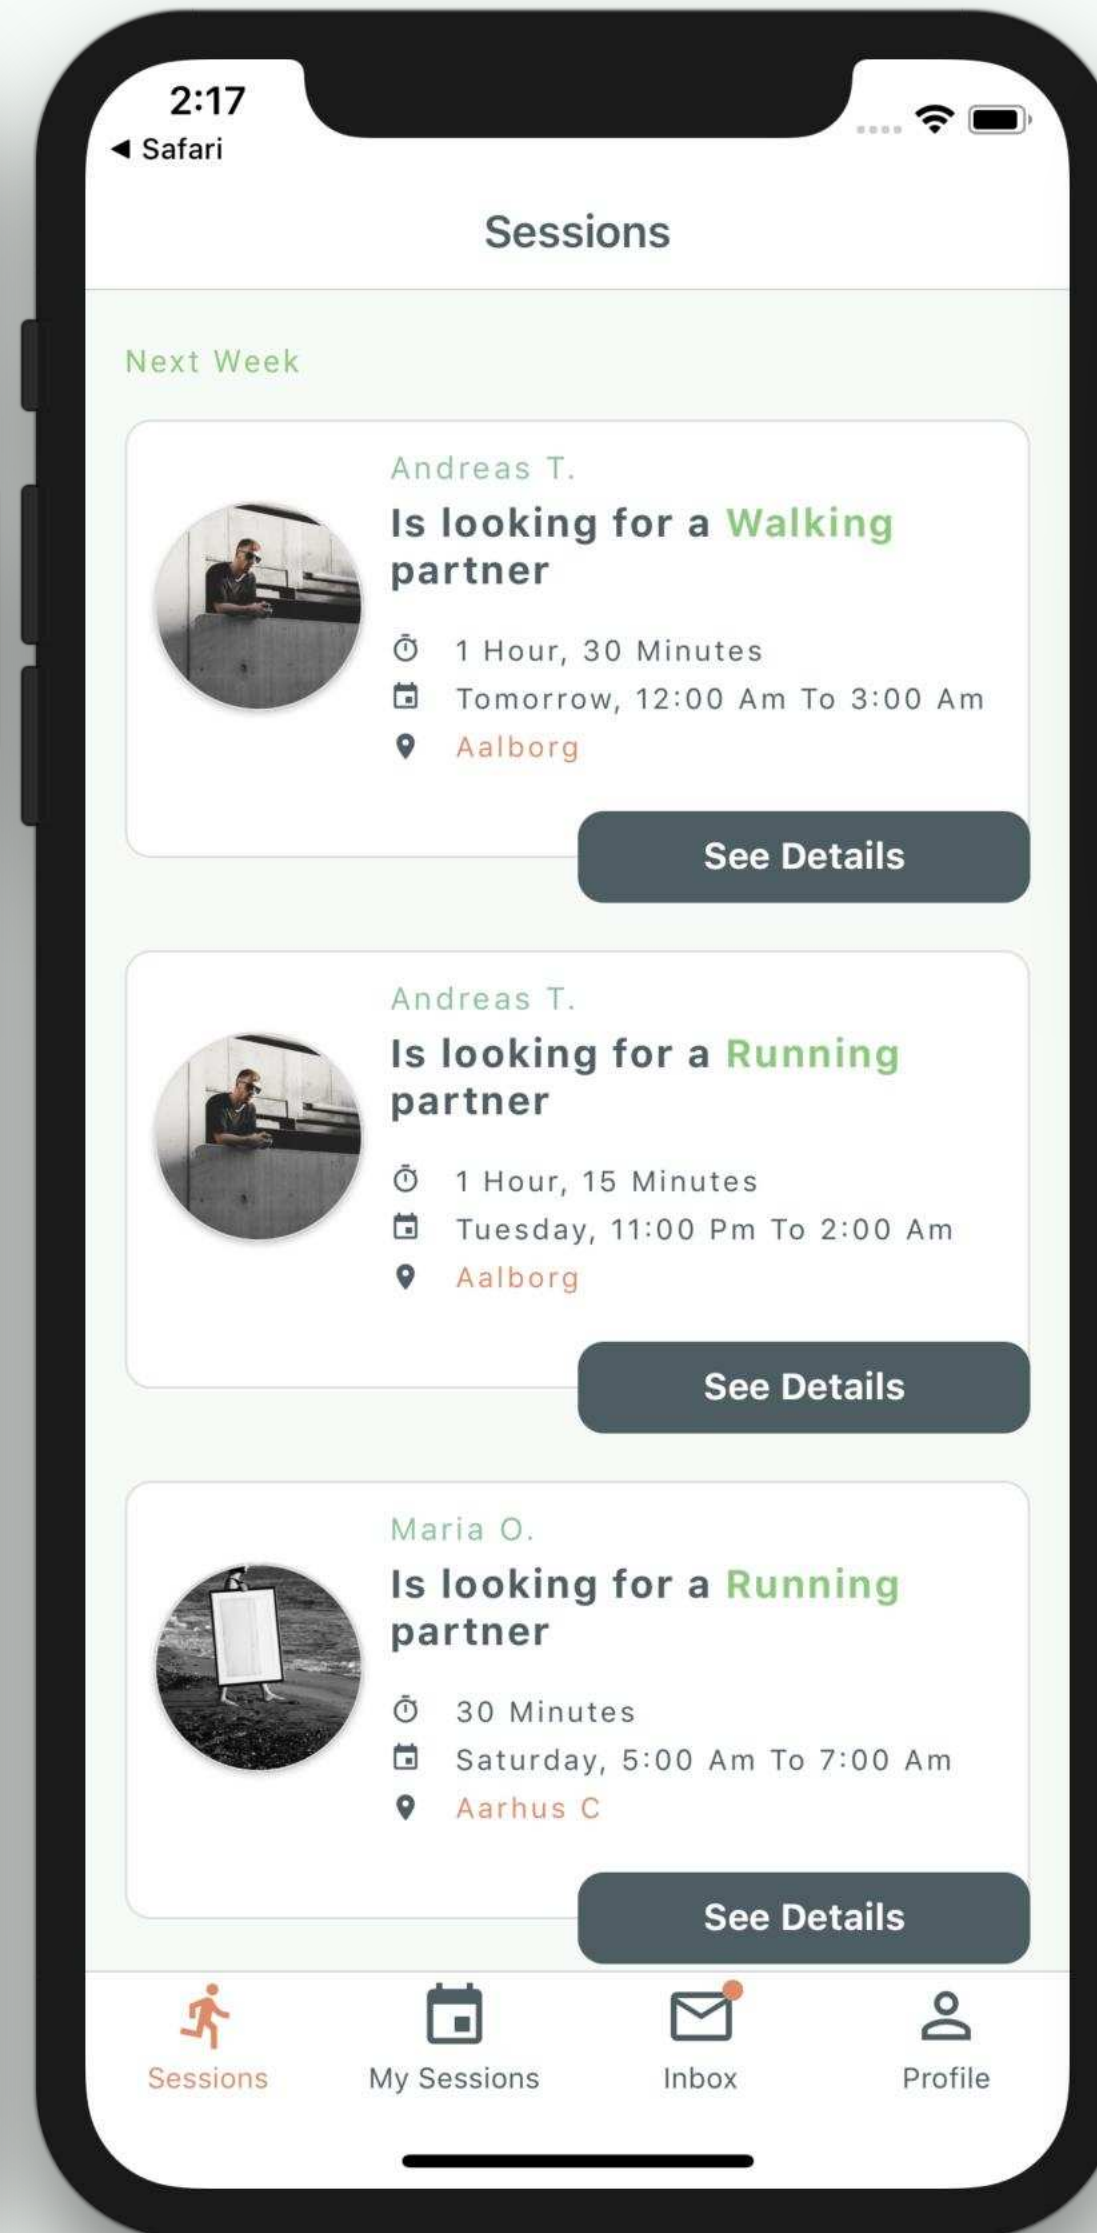 2:17
◀ Safari
Sessions
Next Week
Andreas T.
Is looking for a Walking
partner
1 Hour, 30 Minutes
Tomorrow, 12:00 Am To 3:00 Am
Aalborg
See Details
Andreas T.
Is looking for a Running
partner
1 Hour, 15 Minutes
Tuesday, 11:00 Pm To 2:00 Am
Aalborg
See Details
Maria O.
Is looking for a Running
partner
30 Minutes
Saturday, 5:00 Am To 7:00 Am
Aarhus C
See Details
Sessions
My Sessions
Inbox
Profile